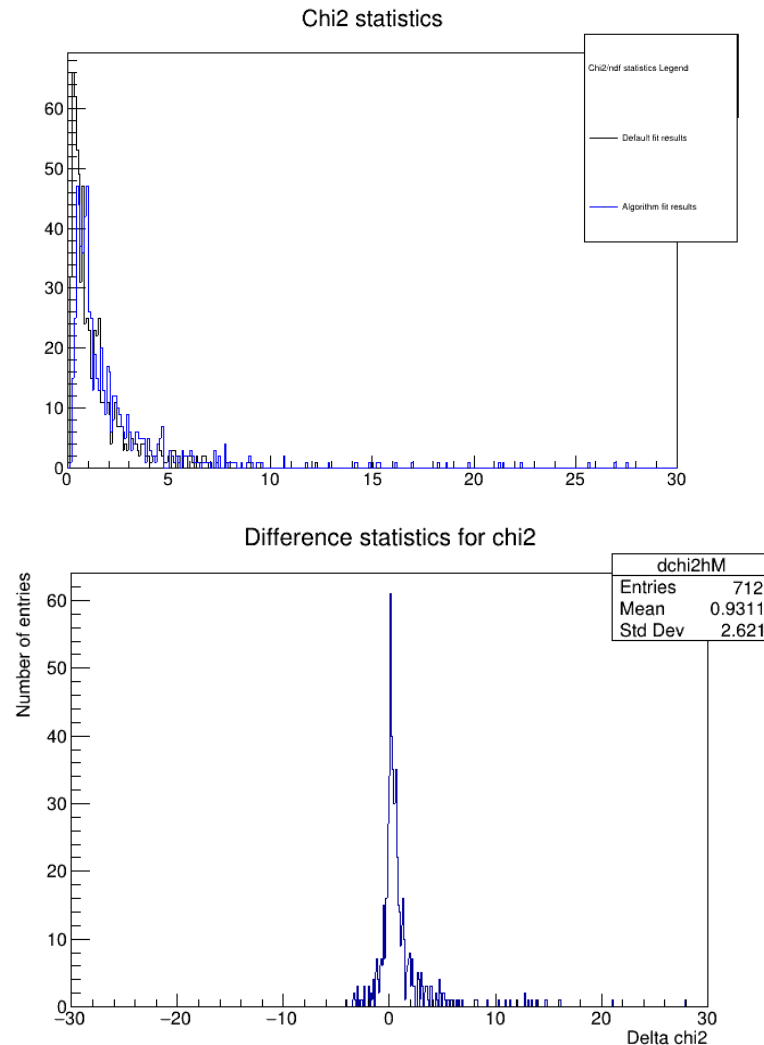 Chi2 statistics
Chi2/ndf statistics Legend
Default fit results
Algorithm fit results
60
50
40
30
20
10
0
0 5 10 15 20 25 30
Difference statistics for chi2
dchi2hM
Entries 712
Mean 0.9311
Std Dev 2.621
Number of entries
60
50
40
30
20
10
0
−30 −20 −10 0 10 20 30
Delta chi2